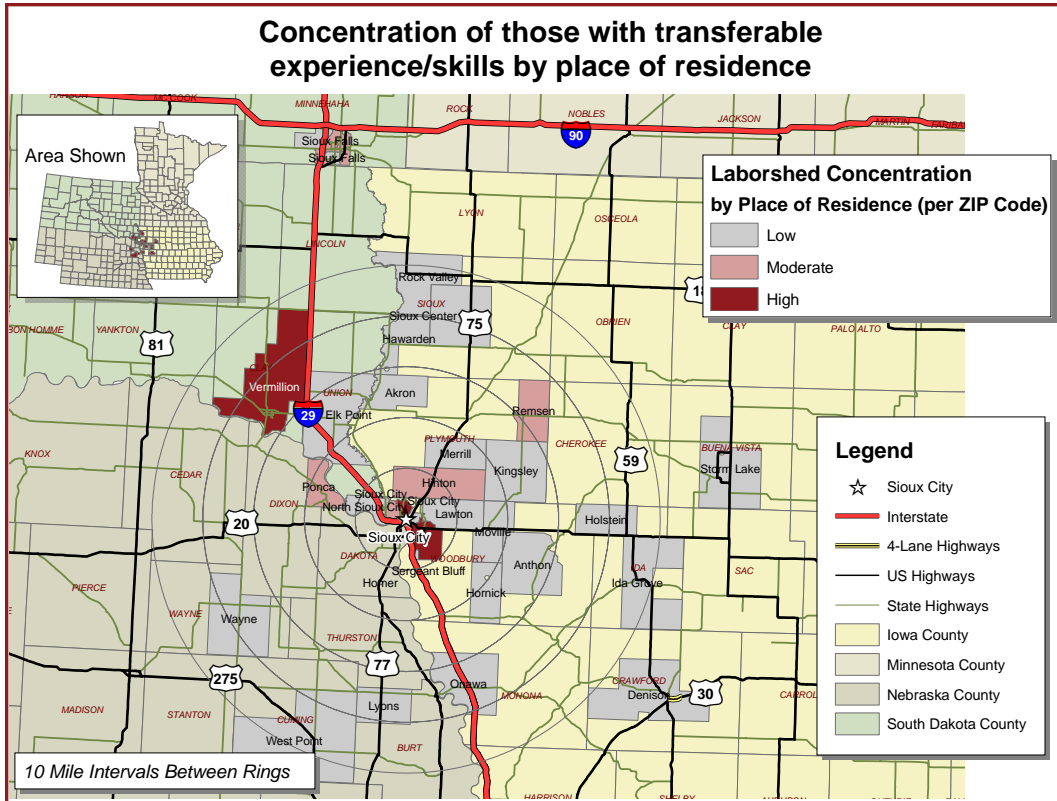 Concentration of those with transferable
experience/skills by place of residence
MINNEHAHA
ROCK
NOBLES
JACKSON
MARTIN
90
Area Shown
Sioux Falls
Sioux Falls
Laborshed Concentration
by Place of Residence (per ZIP Code)
Low
Moderate
High
LYON
OSCEOLA
LINCOLN
Rock Valley
SIOUX
Sioux Center
75
18
OBRIEN
CLAY
PALO ALTO
BON HOMME
YANKTON
81
Hawarden
Vermillion
UNION
Akron
29
Elk Point
Remsen
PLYMOUTH
CHEROKEE
Merrill
Kingsley
59
BUENA VISTA
Storm Lake
KNOX
CEDAR
Ponca
DIXON
Hinton
Sioux City
Sioux City
North Sioux City
Lawton
20
Sioux City
Moville
Holstein
DAKOTA
WOODBURY
Sergeant Bluff
Anthon
IDA
SAC
Homer
Hornick
Ida Grove
PIERCE
WAYNE
Wayne
THURSTON
77
275
Onawa
MONONA
CRAWFORD
Denison
30
CARROL
MADISON
STANTON
CUMING
Lyons
West Point
BURT
HARRISON
SHELBY
10 Mile Intervals Between Rings
Legend
Sioux City
Interstate
4-Lane Highways
US Highways
State Highways
Iowa County
Minnesota County
Nebraska County
South Dakota County